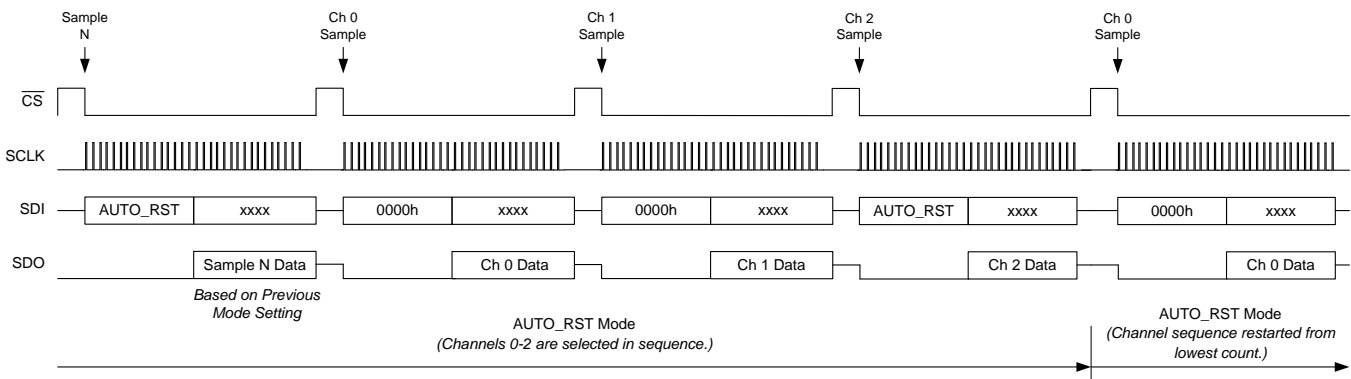 Sample
N
Ch 0
Sample
Ch 1
Sample
Ch 2
Sample
Ch 0
Sample
CS
SCLK
SDI
AUTO_RST
xxxx
0000h
xxxx
0000h
xxxx
AUTO_RST
xxxx
0000h
xxxx
SDO
Sample N Data
Ch 0 Data
Ch 1 Data
Ch 2 Data
Ch 0 Data
Based on Previous
Mode Setting
AUTO_RST Mode
(Channels 0-2 are selected in sequence.)
AUTO_RST Mode
(Channel sequence restarted from
lowest count.)